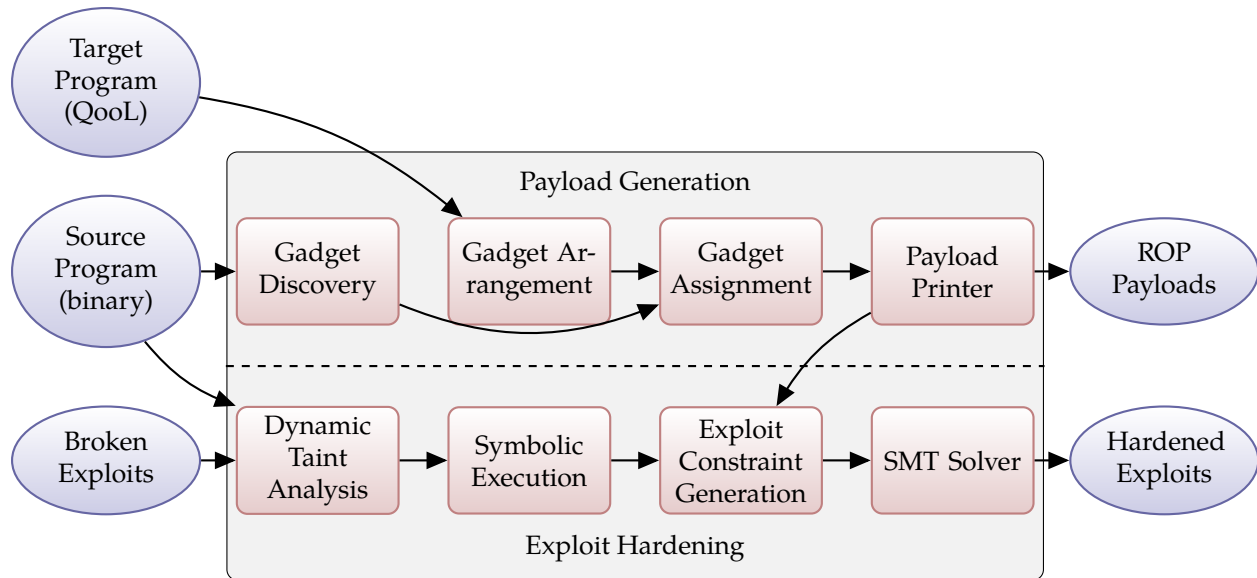 Target
Program
(QooL)
Payload Generation
Source
Program
(binary)
Gadget
Discovery
Gadget Ar-
rangement
Gadget
Assignment
Payload
Printer
ROP
Payloads
Broken
Exploits
Dynamic
Taint
Analysis
Symbolic
Execution
Exploit
Constraint
Generation
SMT Solver
Hardened
Exploits
Exploit Hardening